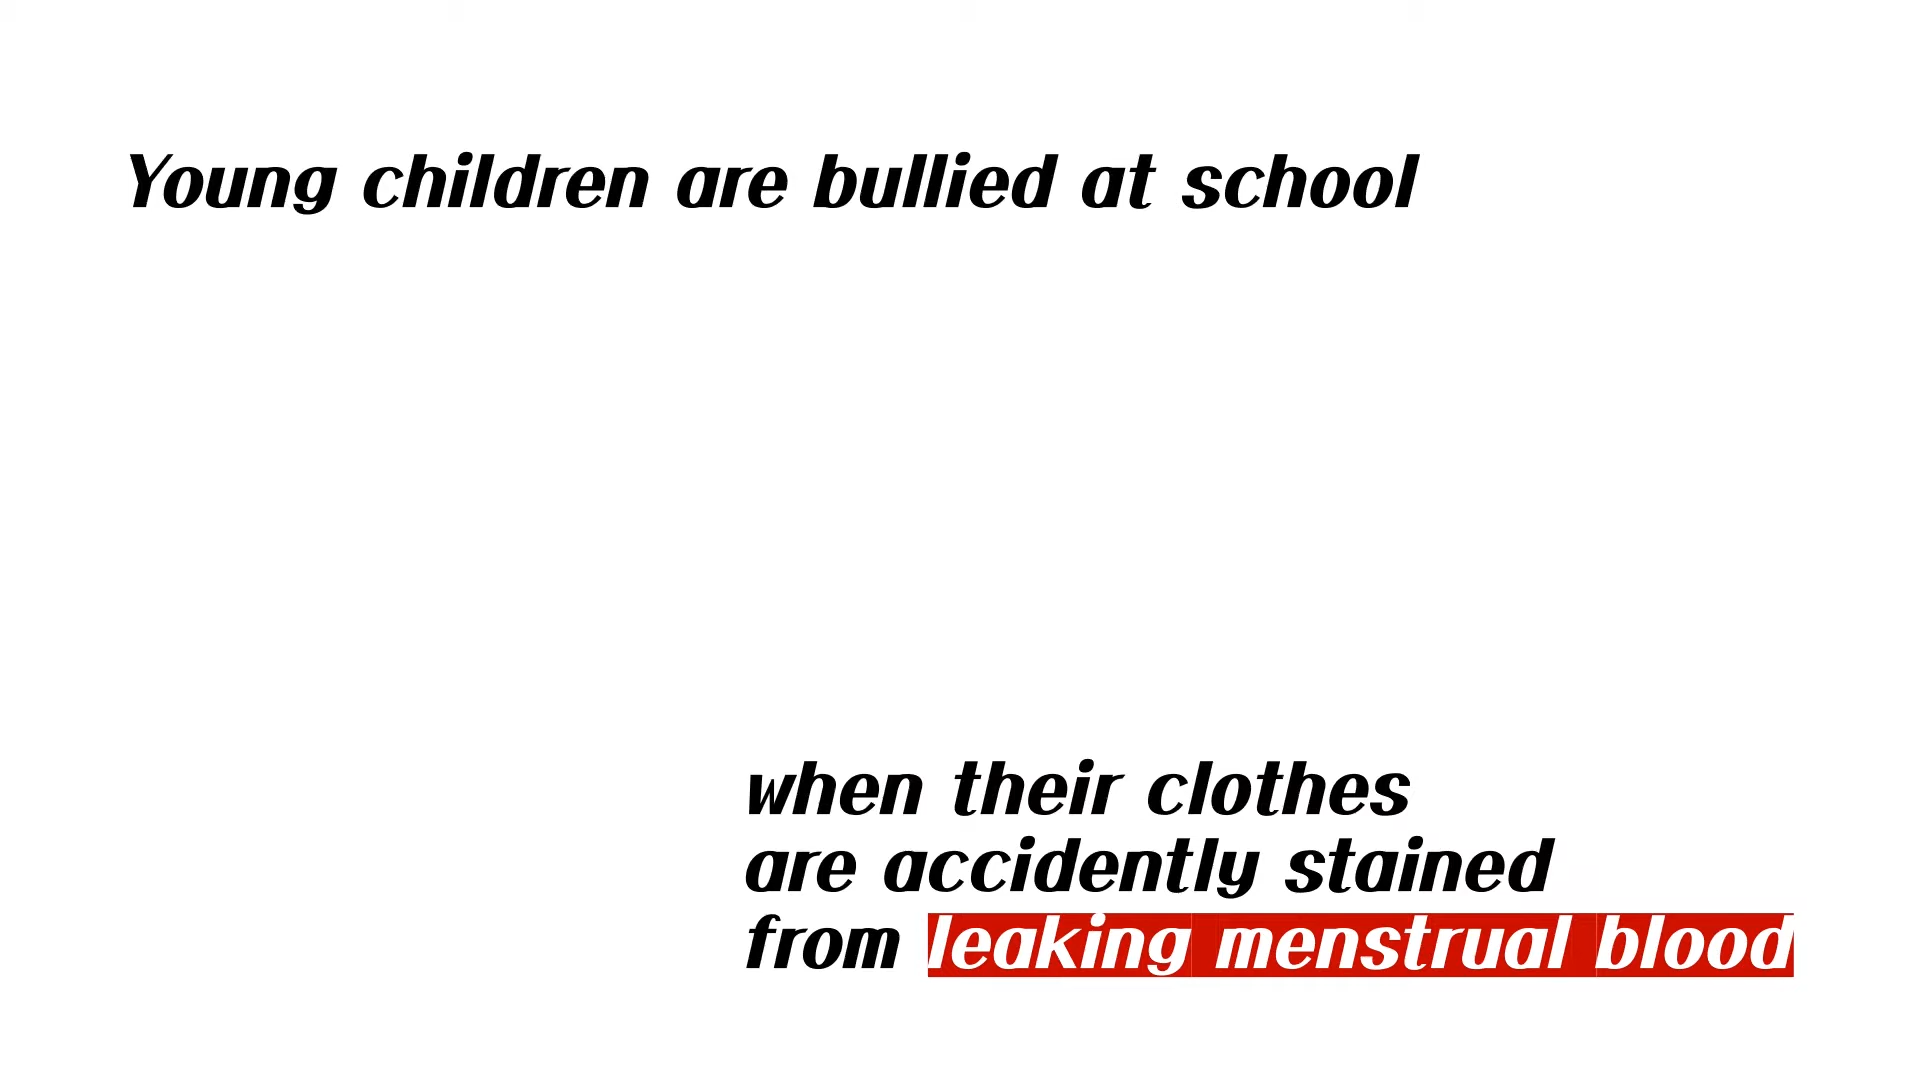 Young children are bullied at school
when their clothes
are accidently stained
from leaking menstrual blood